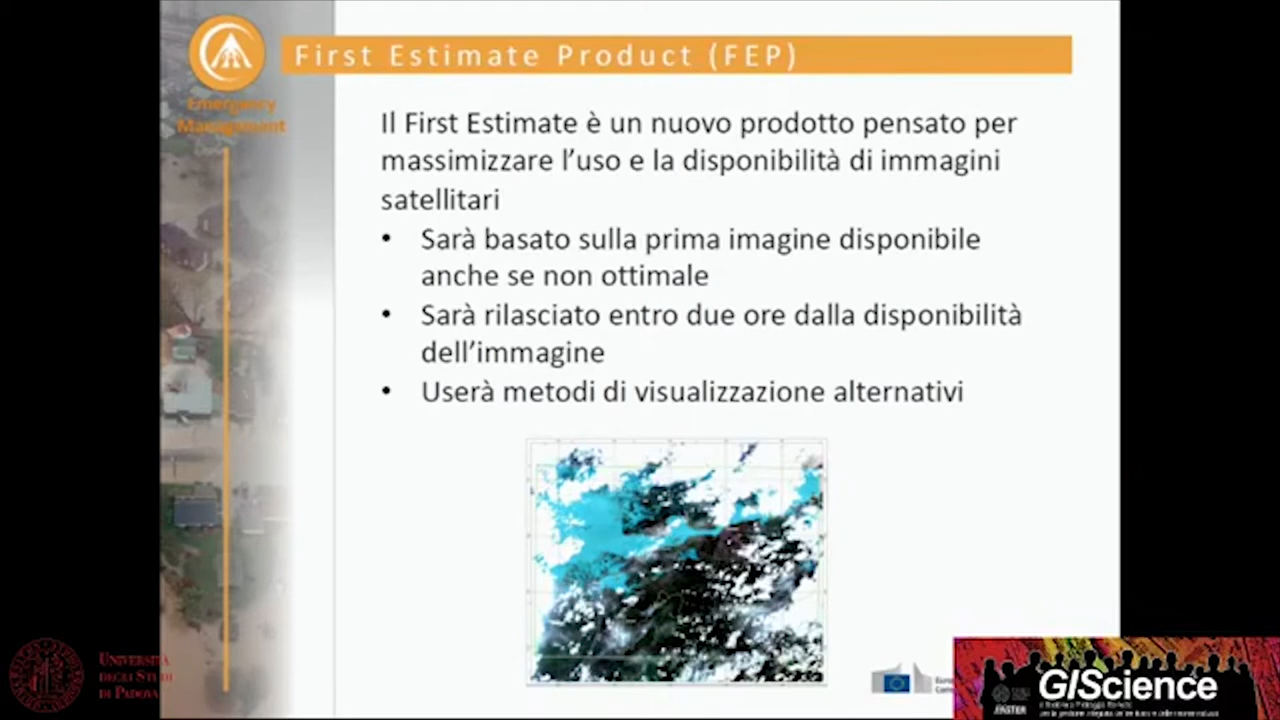 First Estimate Product (FEP)
Emergency
Management
Il First Estimate è un nuovo prodotto pensato per
massimizzare l'uso e la disponibilità di immagini
satellitari
• Sarà basato sulla prima imagine disponibile
anche se non ottimale
• Sarà rilasciato entro due ore dalla disponibilità
dell'immagine
• Userà metodi di visualizzazione alternativi
UNIVERSITÀ
DEGLI STUDI
DI PADOVA
GIScience